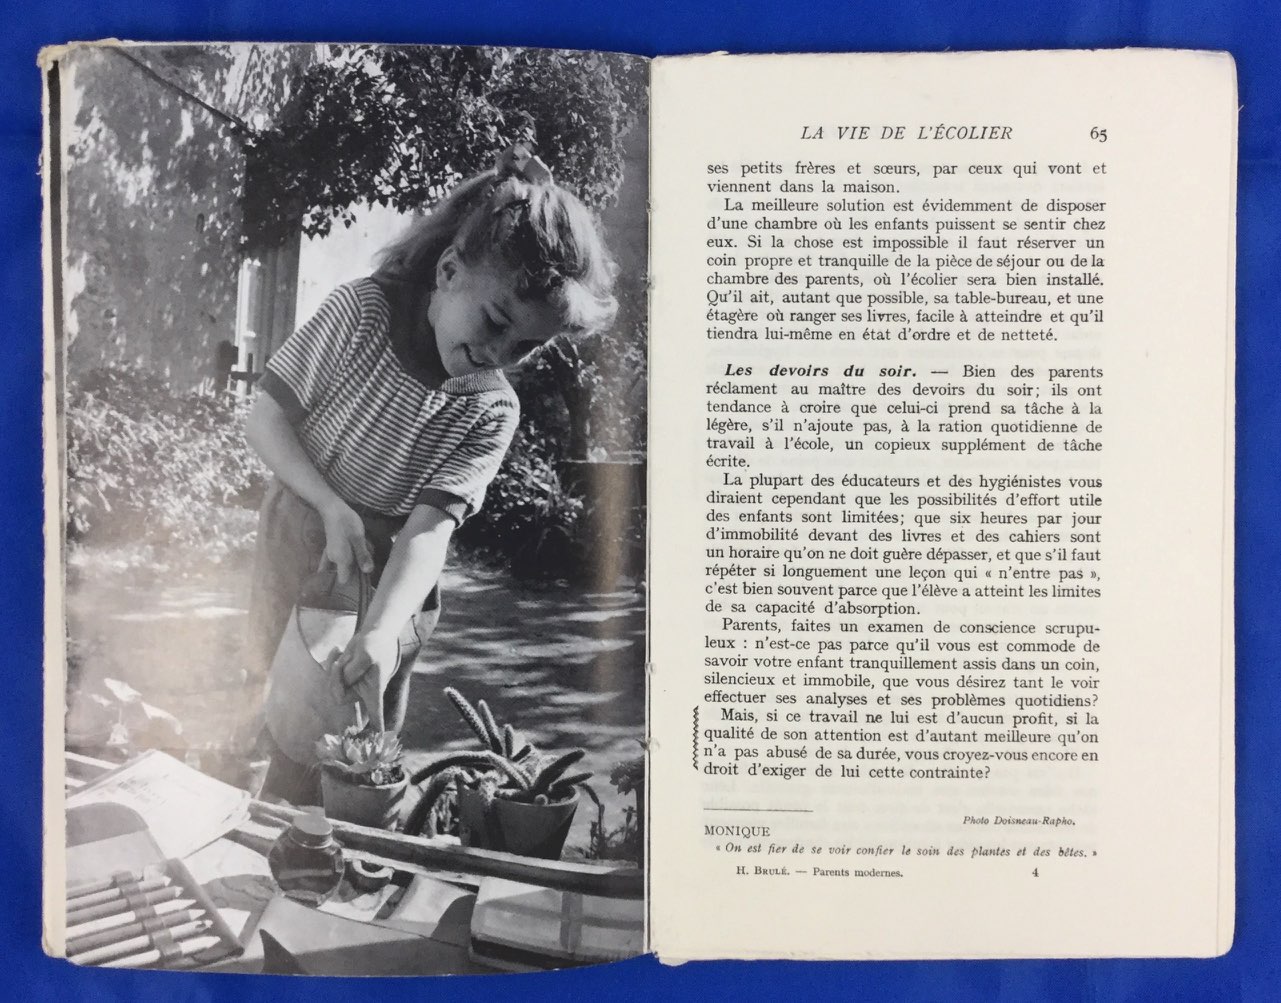 LA VIE DE L'ÉCOLIER 65
ses petits frères et sœurs, par ceux qui vont et
viennent dans la maison.
La meilleure solution est évidemment de disposer
d'une chambre où les enfants puissent se sentir chez
eux. Si la chose est impossible il faut réserver un
coin propre et tranquille de la pièce de séjour ou de la
chambre des parents, où l'écolier sera bien installé.
Qu'il ait, autant que possible, sa table-bureau, et une
étagère où ranger ses livres, facile à atteindre et qu'il
tiendra lui-même en état d'ordre et de netteté.
Les devoirs du soir. — Bien des parents
réclament au maître des devoirs du soir; ils ont
tendance à croire que celui-ci prend sa tâche à la
légère, s'il n'ajoute pas, à la ration quotidienne de
travail à l'école, un copieux supplément de tâche
écrite.
La plupart des éducateurs et des hygiénistes vous
diraient cependant que les possibilités d'effort utile
des enfants sont limitées; que six heures par jour
d'immobilité devant des livres et des cahiers sont
un horaire qu'on ne doit guère dépasser, et que s'il faut
répéter si longuement une leçon qui « n'entre pas »,
c'est bien souvent parce que l'élève a atteint les limites
de sa capacité d'absorption.
Parents, faites un examen de conscience scrupu-
leux : n'est-ce pas parce qu'il vous est commode de
savoir votre enfant tranquillement assis dans un coin,
silencieux et immobile, que vous désirez tant le voir
effectuer ses analyses et ses problèmes quotidiens?
Mais, si ce travail ne lui est d'aucun profit, si la
qualité de son attention est d'autant meilleure qu'on
n'a pas abusé de sa durée, vous croyez-vous encore en
droit d'exiger de lui cette contrainte?
Photo Doisneau-Rapho.
MONIQUE
« On est fier de se voir confier le soin des plantes et des bêtes. »
H. BRULÉ. — Parents modernes. 4